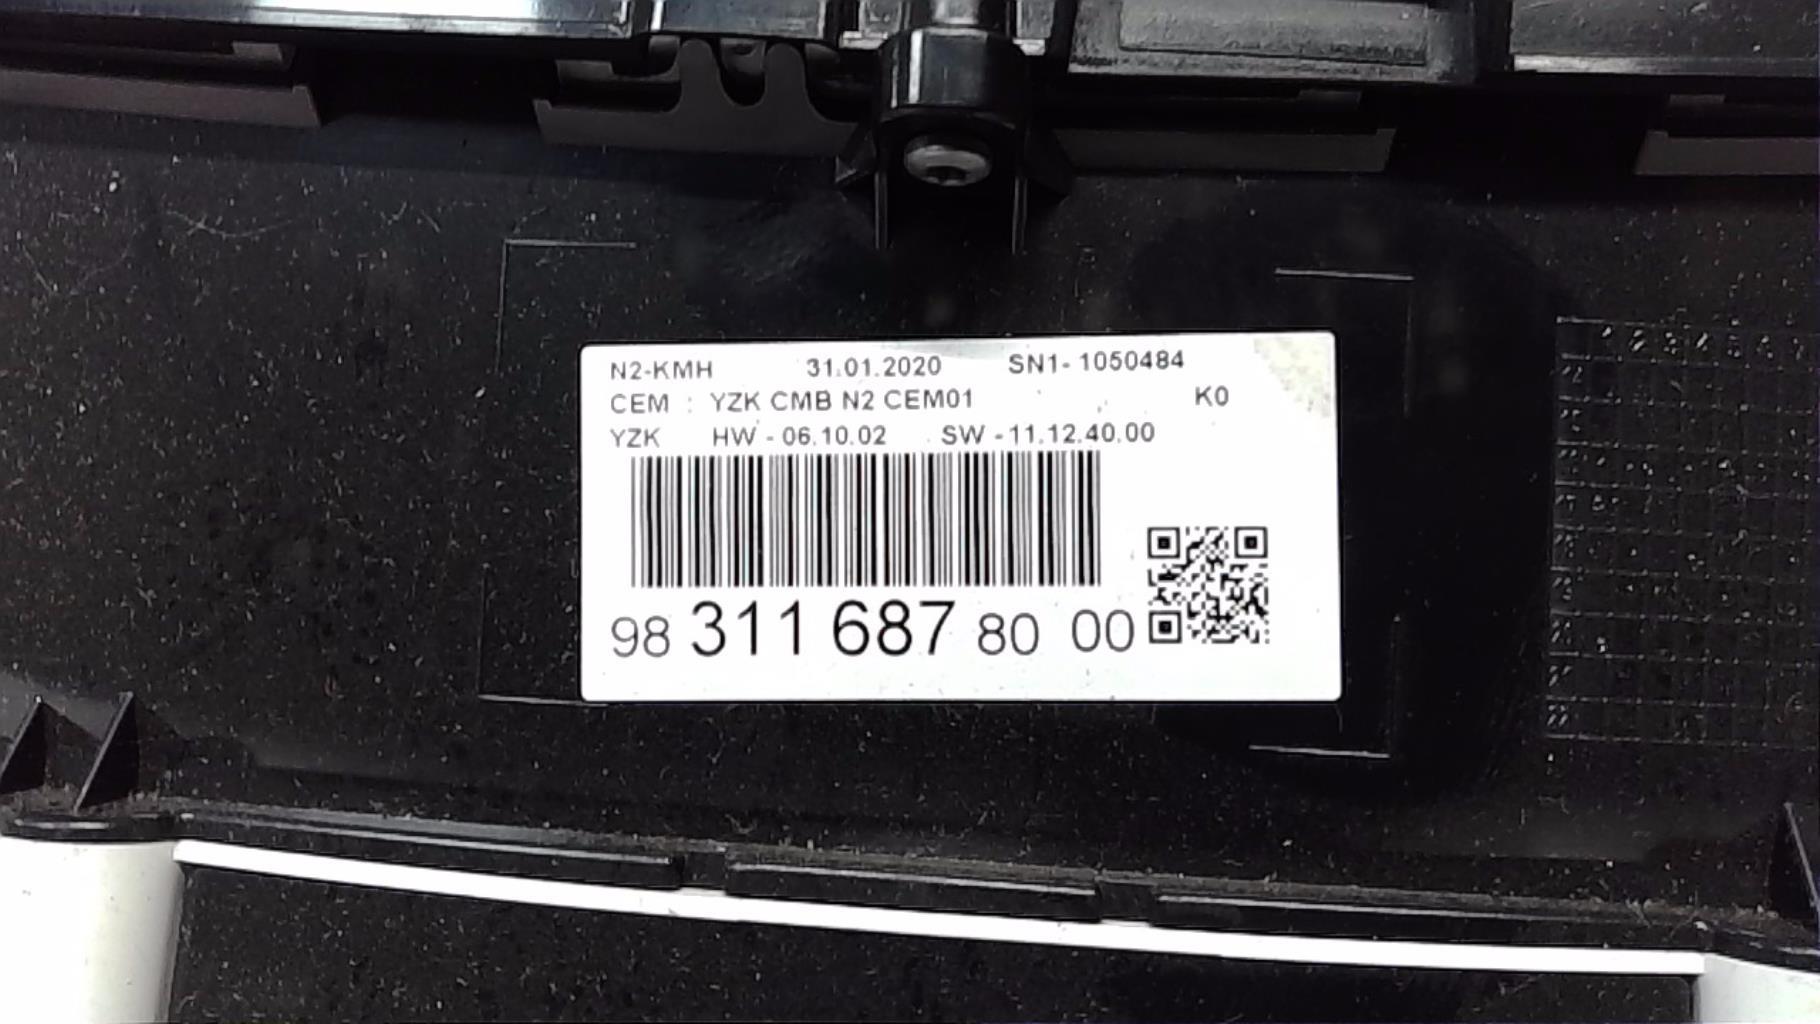 N2-KMH 31.01.2020 SN1- 1050484
CEM : YZK CMB N2 CEM01 K0
YZK HW - 06.10.02 SW - 11.12.40.00
98 311 687 80 00